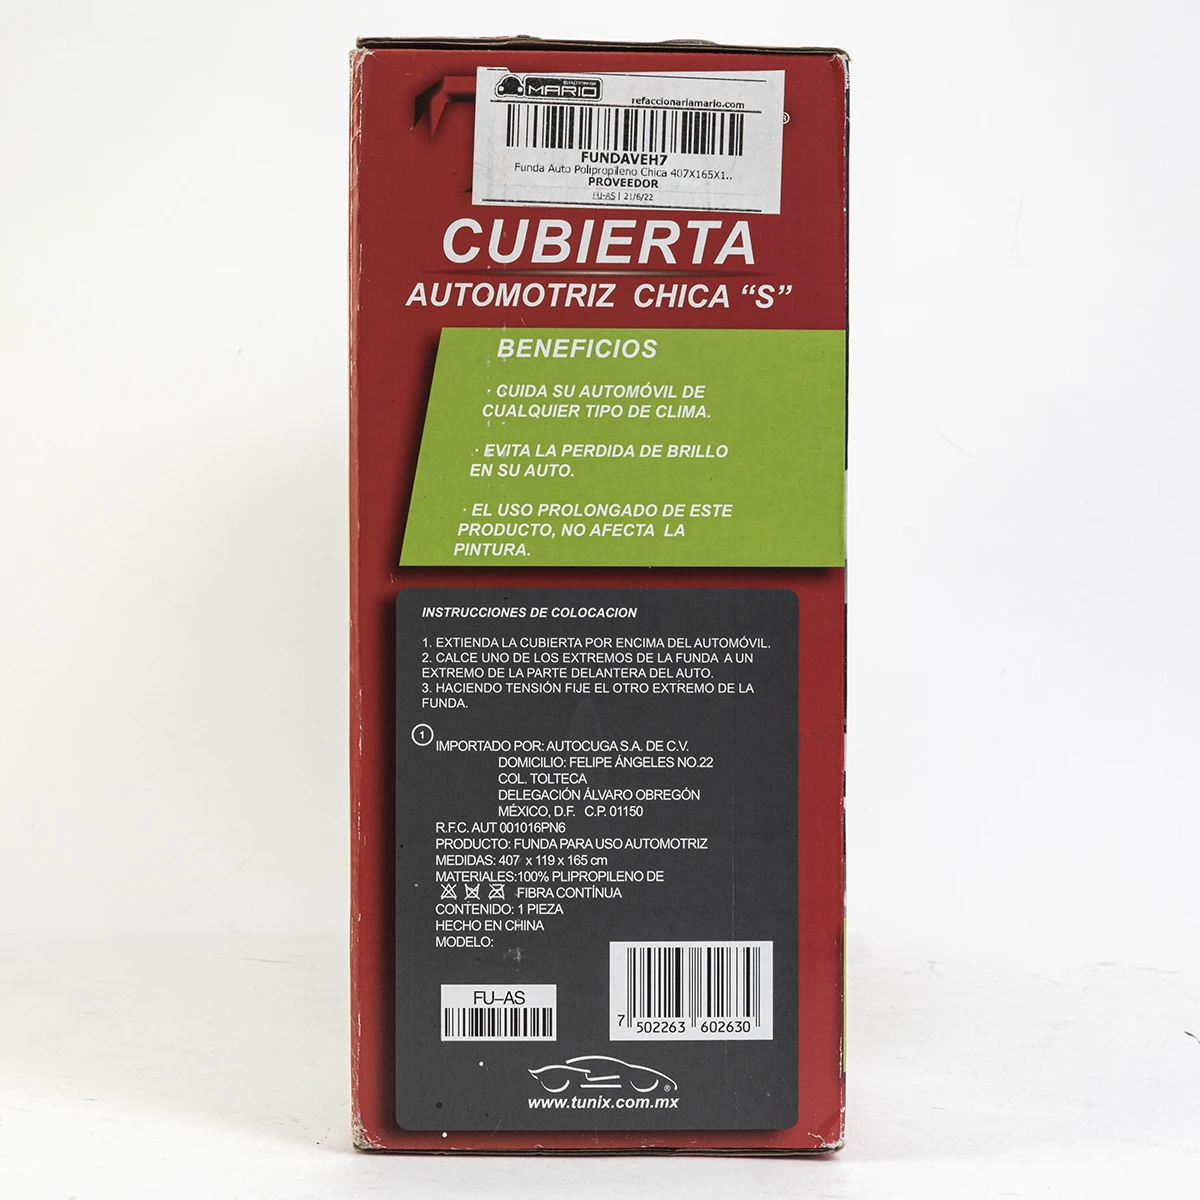 MARIO
refaccionariamario.com
®
FUNDAVEH7
Funda Auto Polipropileno Chica 407X165X1..
PROVEEDOR
FU-AS | 21/6/22
CUBIERTA
AUTOMOTRIZ CHICA “S”
BENEFICIOS
· CUIDA SU AUTOMÓVIL DE
CUALQUIER TIPO DE CLIMA.
· EVITA LA PERDIDA DE BRILLO
EN SU AUTO.
· EL USO PROLONGADO DE ESTE
PRODUCTO, NO AFECTA LA
PINTURA.
INSTRUCCIONES DE COLOCACION
1. EXTIENDA LA CUBIERTA POR ENCIMA DEL AUTOMÓVIL.
2. CALCE UNO DE LOS EXTREMOS DE LA FUNDA A UN
EXTREMO DE LA PARTE DELANTERA DEL AUTO.
3. HACIENDO TENSIÓN FIJE EL OTRO EXTREMO DE LA
FUNDA.
1
IMPORTADO POR: AUTOCUGA S.A. DE C.V.
DOMICILIO: FELIPE ÁNGELES NO.22
COL. TOLTECA
DELEGACIÓN ÁLVARO OBREGÓN
MÉXICO, D.F. C.P. 01150
R.F.C. AUT 001016PN6
PRODUCTO: FUNDA PARA USO AUTOMOTRIZ
MEDIDAS: 407 x 119 x 165 cm
MATERIALES:100% PLIPROPILENO DE
FIBRA CONTÍNUA
CONTENIDO: 1 PIEZA
HECHO EN CHINA
MODELO:
FU-AS
7 502263 602630
®
www.tunix.com.mx